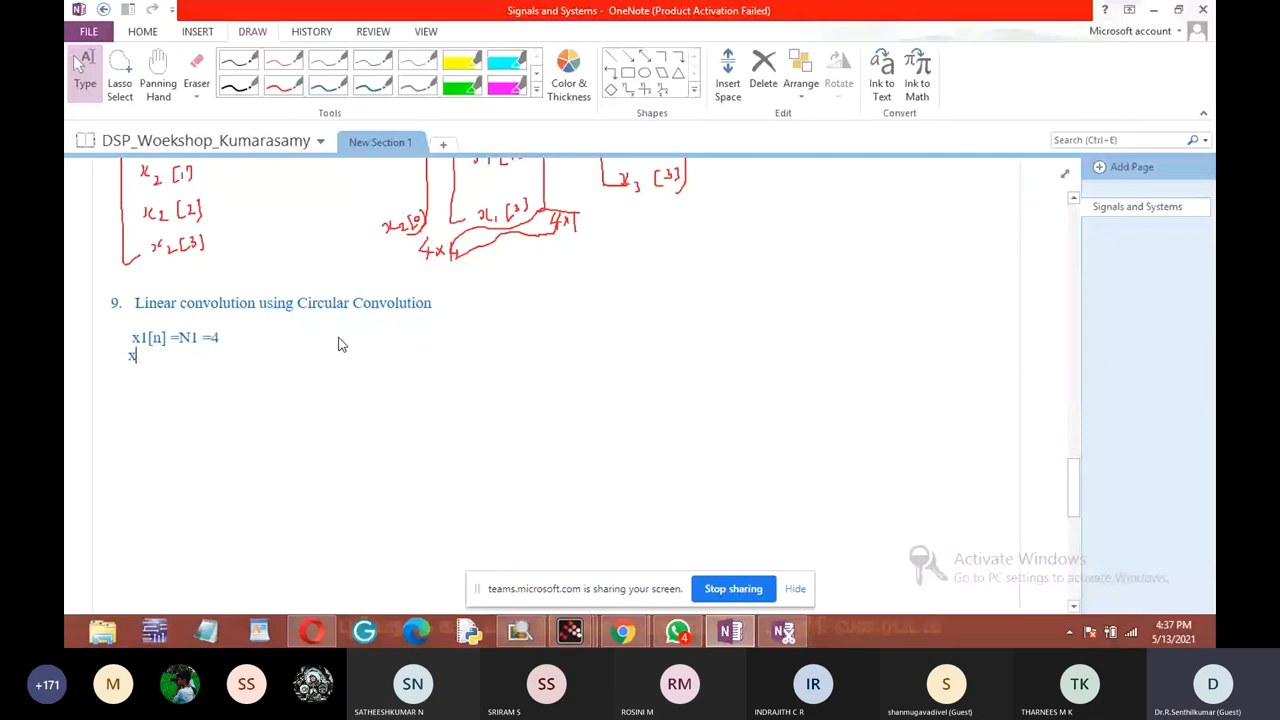 Signals and Systems - OneNote (Product Activation Failed)
FILE HOME INSERT DRAW HISTORY REVIEW VIEW
Microsoft account
Type Lasso Select Panning Hand Eraser
Color & Thickness
Insert Space Delete Arrange Rotate
Ink to Text Ink to Math
Tools Shapes Edit Convert
DSP_Woekshop_Kumarasamy New Section 1
Search (Ctrl+E)
Add Page
Signals and Systems
x2 [1]
x2 [2]
x2[3]
x2[0]
x1 [3]
x3 [3]
4x4
4x1
9. Linear convolution using Circular Convolution
x1[n] =N1 =4
x
Activate Windows
Go to PC settings to activate Windows.
teams.microsoft.com is sharing your screen. Stop sharing Hide
4
4:37 PM
5/13/2021
+171 M SS SN SS RM IR S TK D
SATHEESHKUMAR N SRIRAM S ROSINI M INDRAJITH C R shanmugavadivel (Guest) THARNEES M K Dr.R.Senthilkumar (Guest)